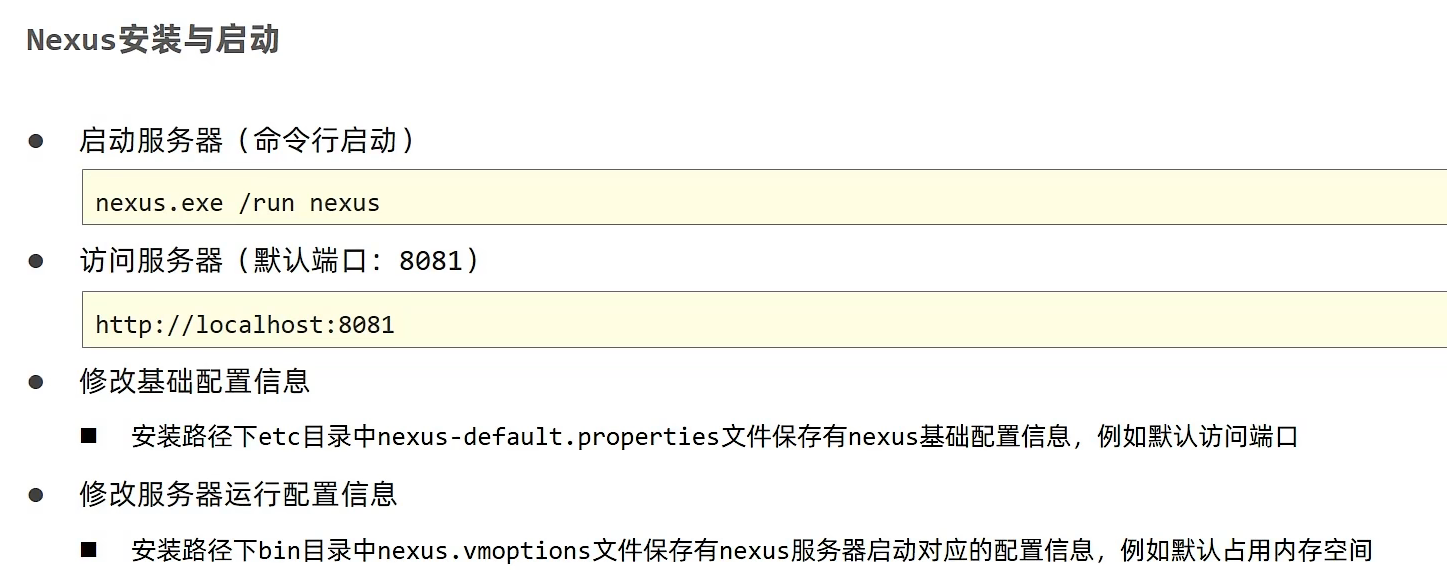 Nexus安装与启动
启动服务器（命令行启动）
nexus.exe /run nexus
访问服务器（默认端口：8081）
http://localhost:8081
修改基础配置信息
安装路径下etc目录中nexus-default.properties文件保存有nexus基础配置信息，例如默认访问端口
修改服务器运行配置信息
安装路径下bin目录中nexus.vmoptions文件保存有nexus服务器启动对应的配置信息，例如默认占用内存空间